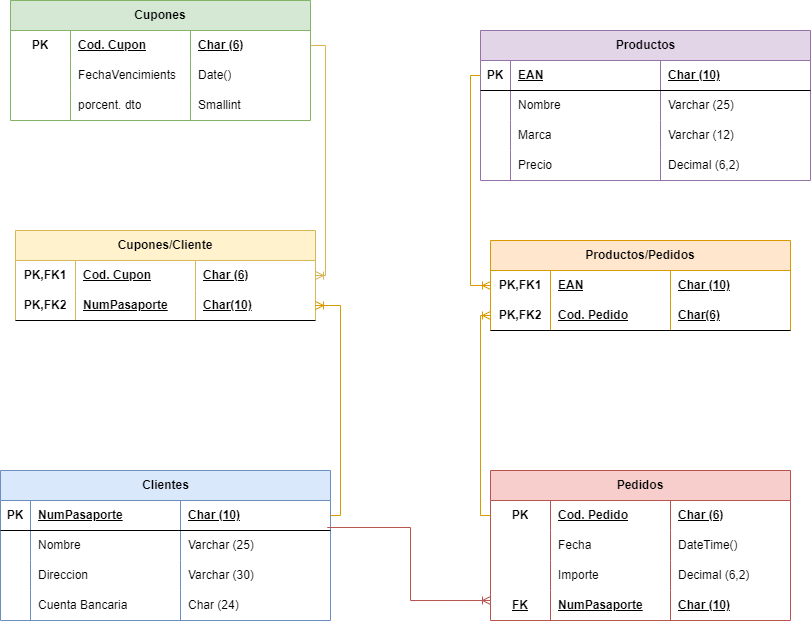 Cupones
PK Cod. Cupon Char (6)
FechaVencimients Date()
porcent. dto Smallint
Productos
PK EAN Char (10)
Nombre Varchar (25)
Marca Varchar (12)
Precio Decimal (6,2)
Cupones/Cliente
PK,FK1 Cod. Cupon Char (6)
PK,FK2 NumPasaporte Char(10)
Productos/Pedidos
PK,FK1 EAN Char (10)
PK,FK2 Cod. Pedido Char(6)
Clientes
PK NumPasaporte Char (10)
Nombre Varchar (25)
Direccion Varchar (30)
Cuenta Bancaria Char (24)
Pedidos
PK Cod. Pedido Char (6)
Fecha DateTime()
Importe Decimal (6,2)
FK NumPasaporte Char (10)